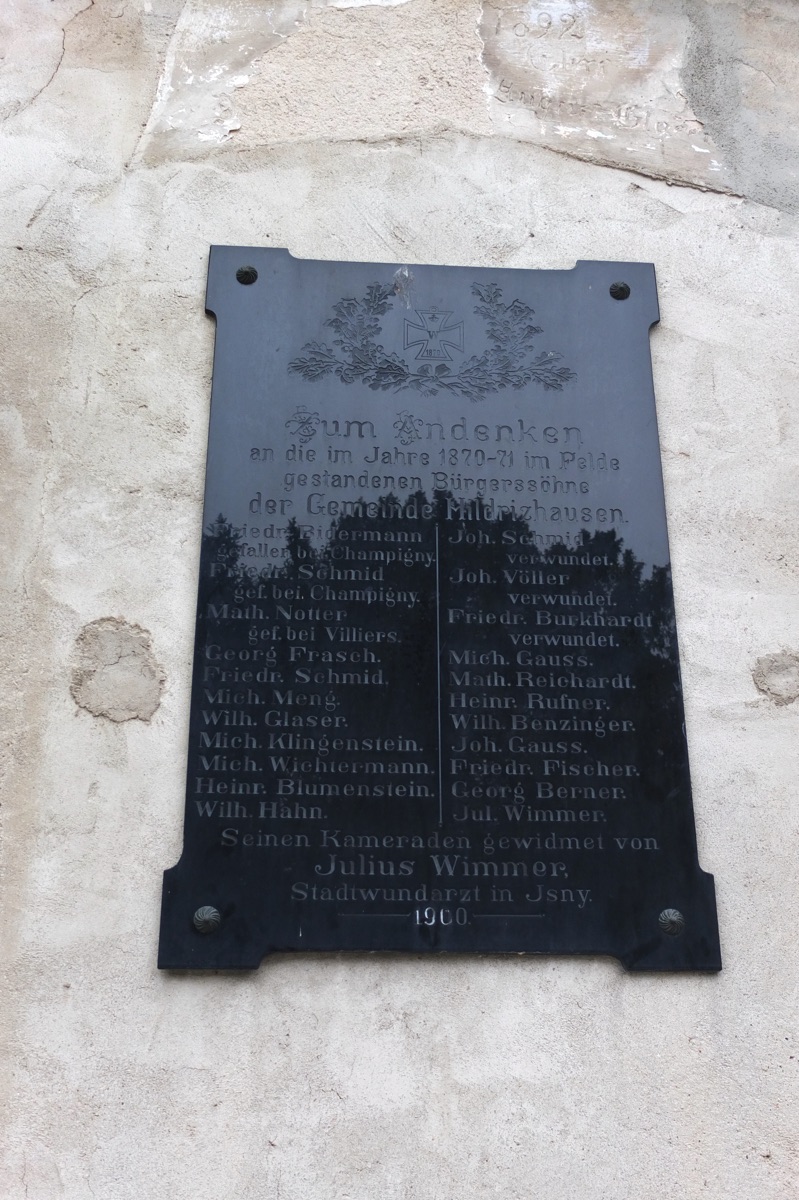 1892
W
1870
Zum Andenken
an die im Jahre 1870-71 im Felde
gestandenen Bürgerssöhne
der Gemeinde Hildrizhausen.
Friedr. Bidermann
gefallen bei Champigny.
Friedr. Schmid
gef. bei. Champigny.
Math. Notter
gef. bei Villiers.
Georg Frasch.
Friedr. Schmid.
Mich. Meng.
Wilh. Glaser.
Mich. Klingenstein.
Mich. Wichtermann.
Heinr. Blumenstein.
Wilh. Hahn.
Joh. Schmid
verwundet.
Joh. Völler
verwundet.
Friedr. Burkhardt
verwundet.
Mich. Gauss.
Math. Reichardt.
Heinr. Rufner.
Wilh. Benzinger.
Joh. Gauss.
Friedr. Fischer.
Georg Berner.
Jul. Wimmer.
Seinen Kameraden gewidmet von
Julius Wimmer,
Stadtwundarzt in Jsny.
1900.